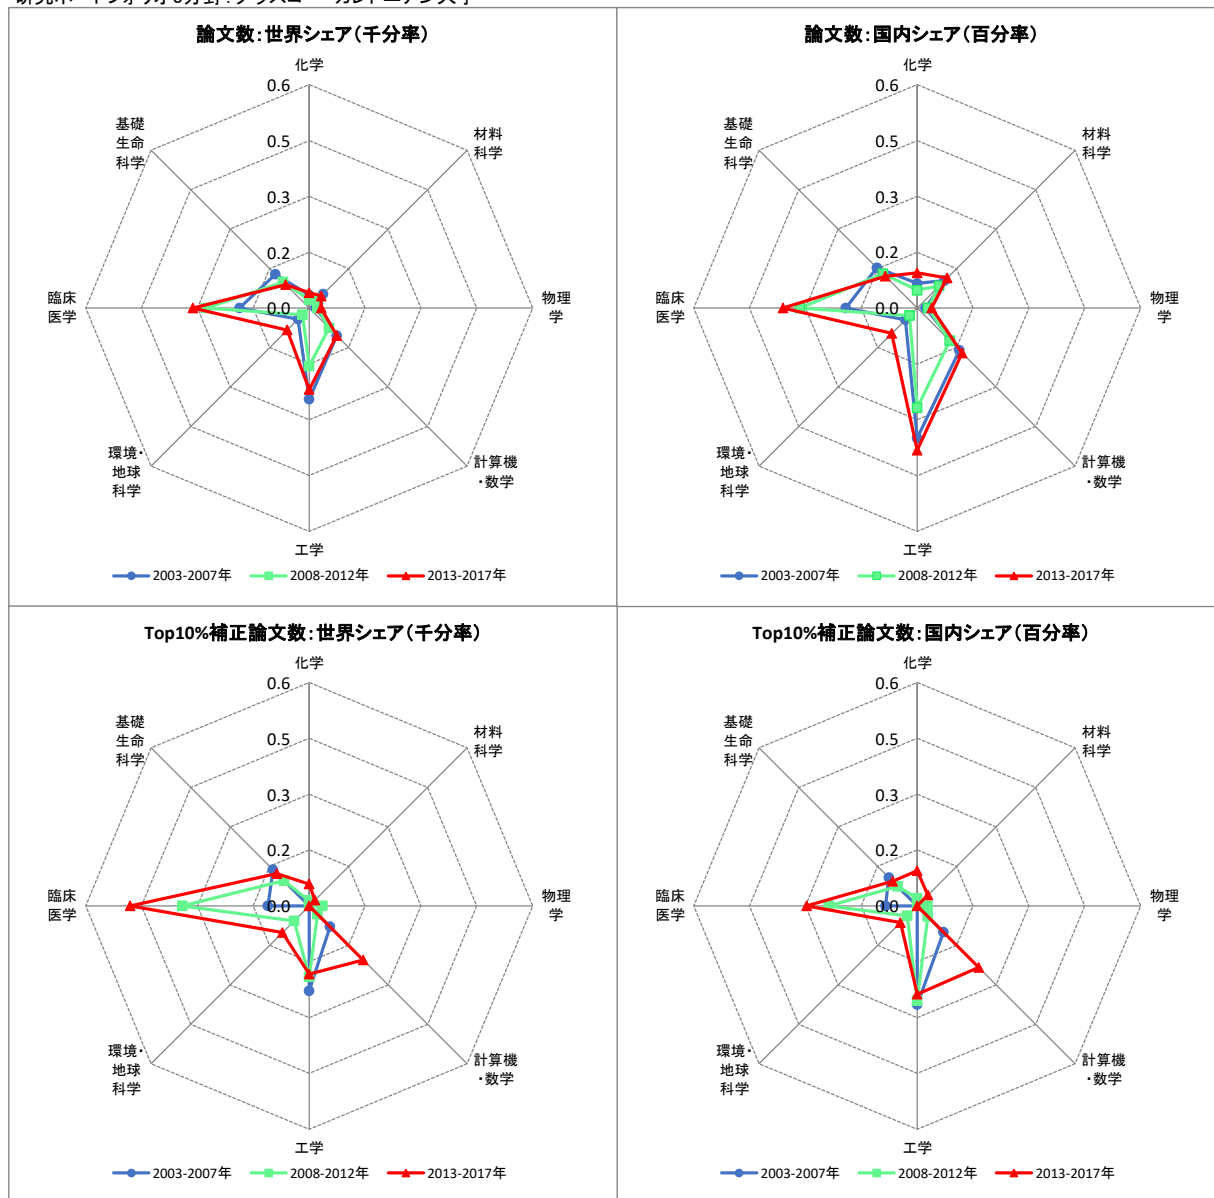 論文数：世界シェア（千分率）
化学
0.6
0.5
0.3
0.2
0.0
材料
科学
物理
学
計算機
・数学
工学
環境・
地球
科学
臨床
医学
基礎
生命
科学
2003-2007年 2008-2012年 2013-2017年
論文数：国内シェア（百分率）
化学
0.6
0.5
0.3
0.2
0.0
材料
科学
物理
学
計算機
・数学
工学
環境・
地球
科学
臨床
医学
基礎
生命
科学
2003-2007年 2008-2012年 2013-2017年
Top10%補正論文数：世界シェア（千分率）
化学
0.6
0.5
0.3
0.2
0.0
材料
科学
物理
学
計算機
・数学
工学
環境・
地球
科学
臨床
医学
基礎
生命
科学
2003-2007年 2008-2012年 2013-2017年
Top10%補正論文数：国内シェア（百分率）
化学
0.6
0.5
0.3
0.2
0.0
材料
科学
物理
学
計算機
・数学
工学
環境・
地球
科学
臨床
医学
基礎
生命
科学
2003-2007年 2008-2012年 2013-2017年